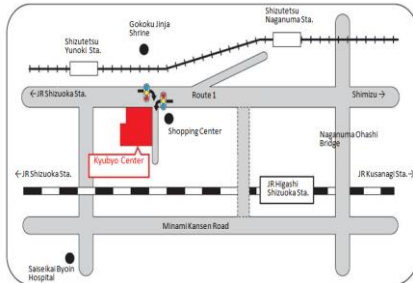 Shizutetsu
Naganuma Sta.
Gokoku Jinja
Shrine
Shizutetsu
Yunoki Sta.
←JR Shizuoka Sta.
Route 1
Shimizu→
Shopping Center
Naganuma Ohashi
Bridge
Kyubyo Center
←JR Shizuoka Sta.
JR Higashi
Shizuoka Sta.
JR Kusanagi Sta.→
Minami Kansen Road
Saiseikai Byoin
Hospital